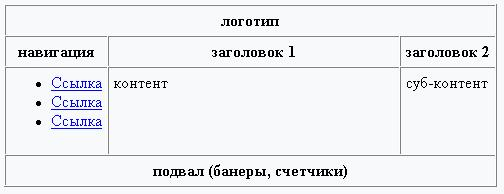 логотип
навигация заголовок 1 заголовок 2
Ссылка контент суб-контент
Ссылка
Ссылка
подвал (банеры, счетчики)